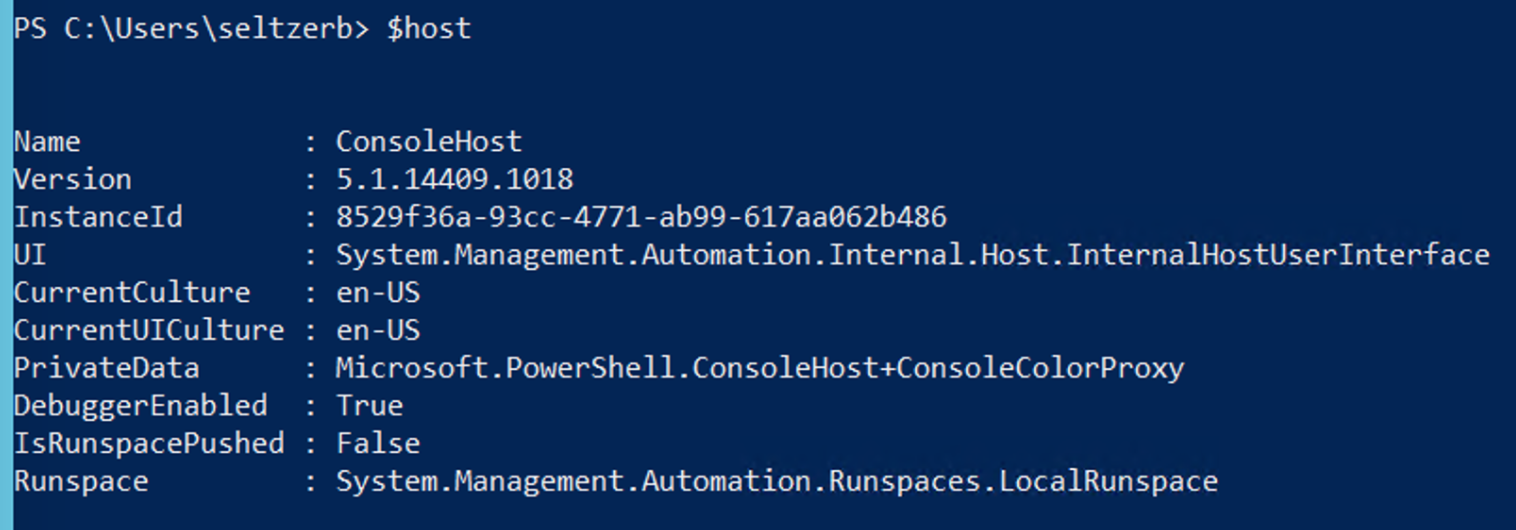 PS C:\Users\seltzerb> $host
Name : ConsoleHost
Version : 5.1.14409.1018
InstanceId : 8529f36a-93cc-4771-ab99-617aa062b486
UI : System.Management.Automation.Internal.Host.InternalHostUserInterface
CurrentCulture : en-US
CurrentUICulture : en-US
PrivateData : Microsoft.PowerShell.ConsoleHost+ConsoleColorProxy
DebuggerEnabled : True
IsRunspacePushed : False
Runspace : System.Management.Automation.Runspaces.LocalRunspace